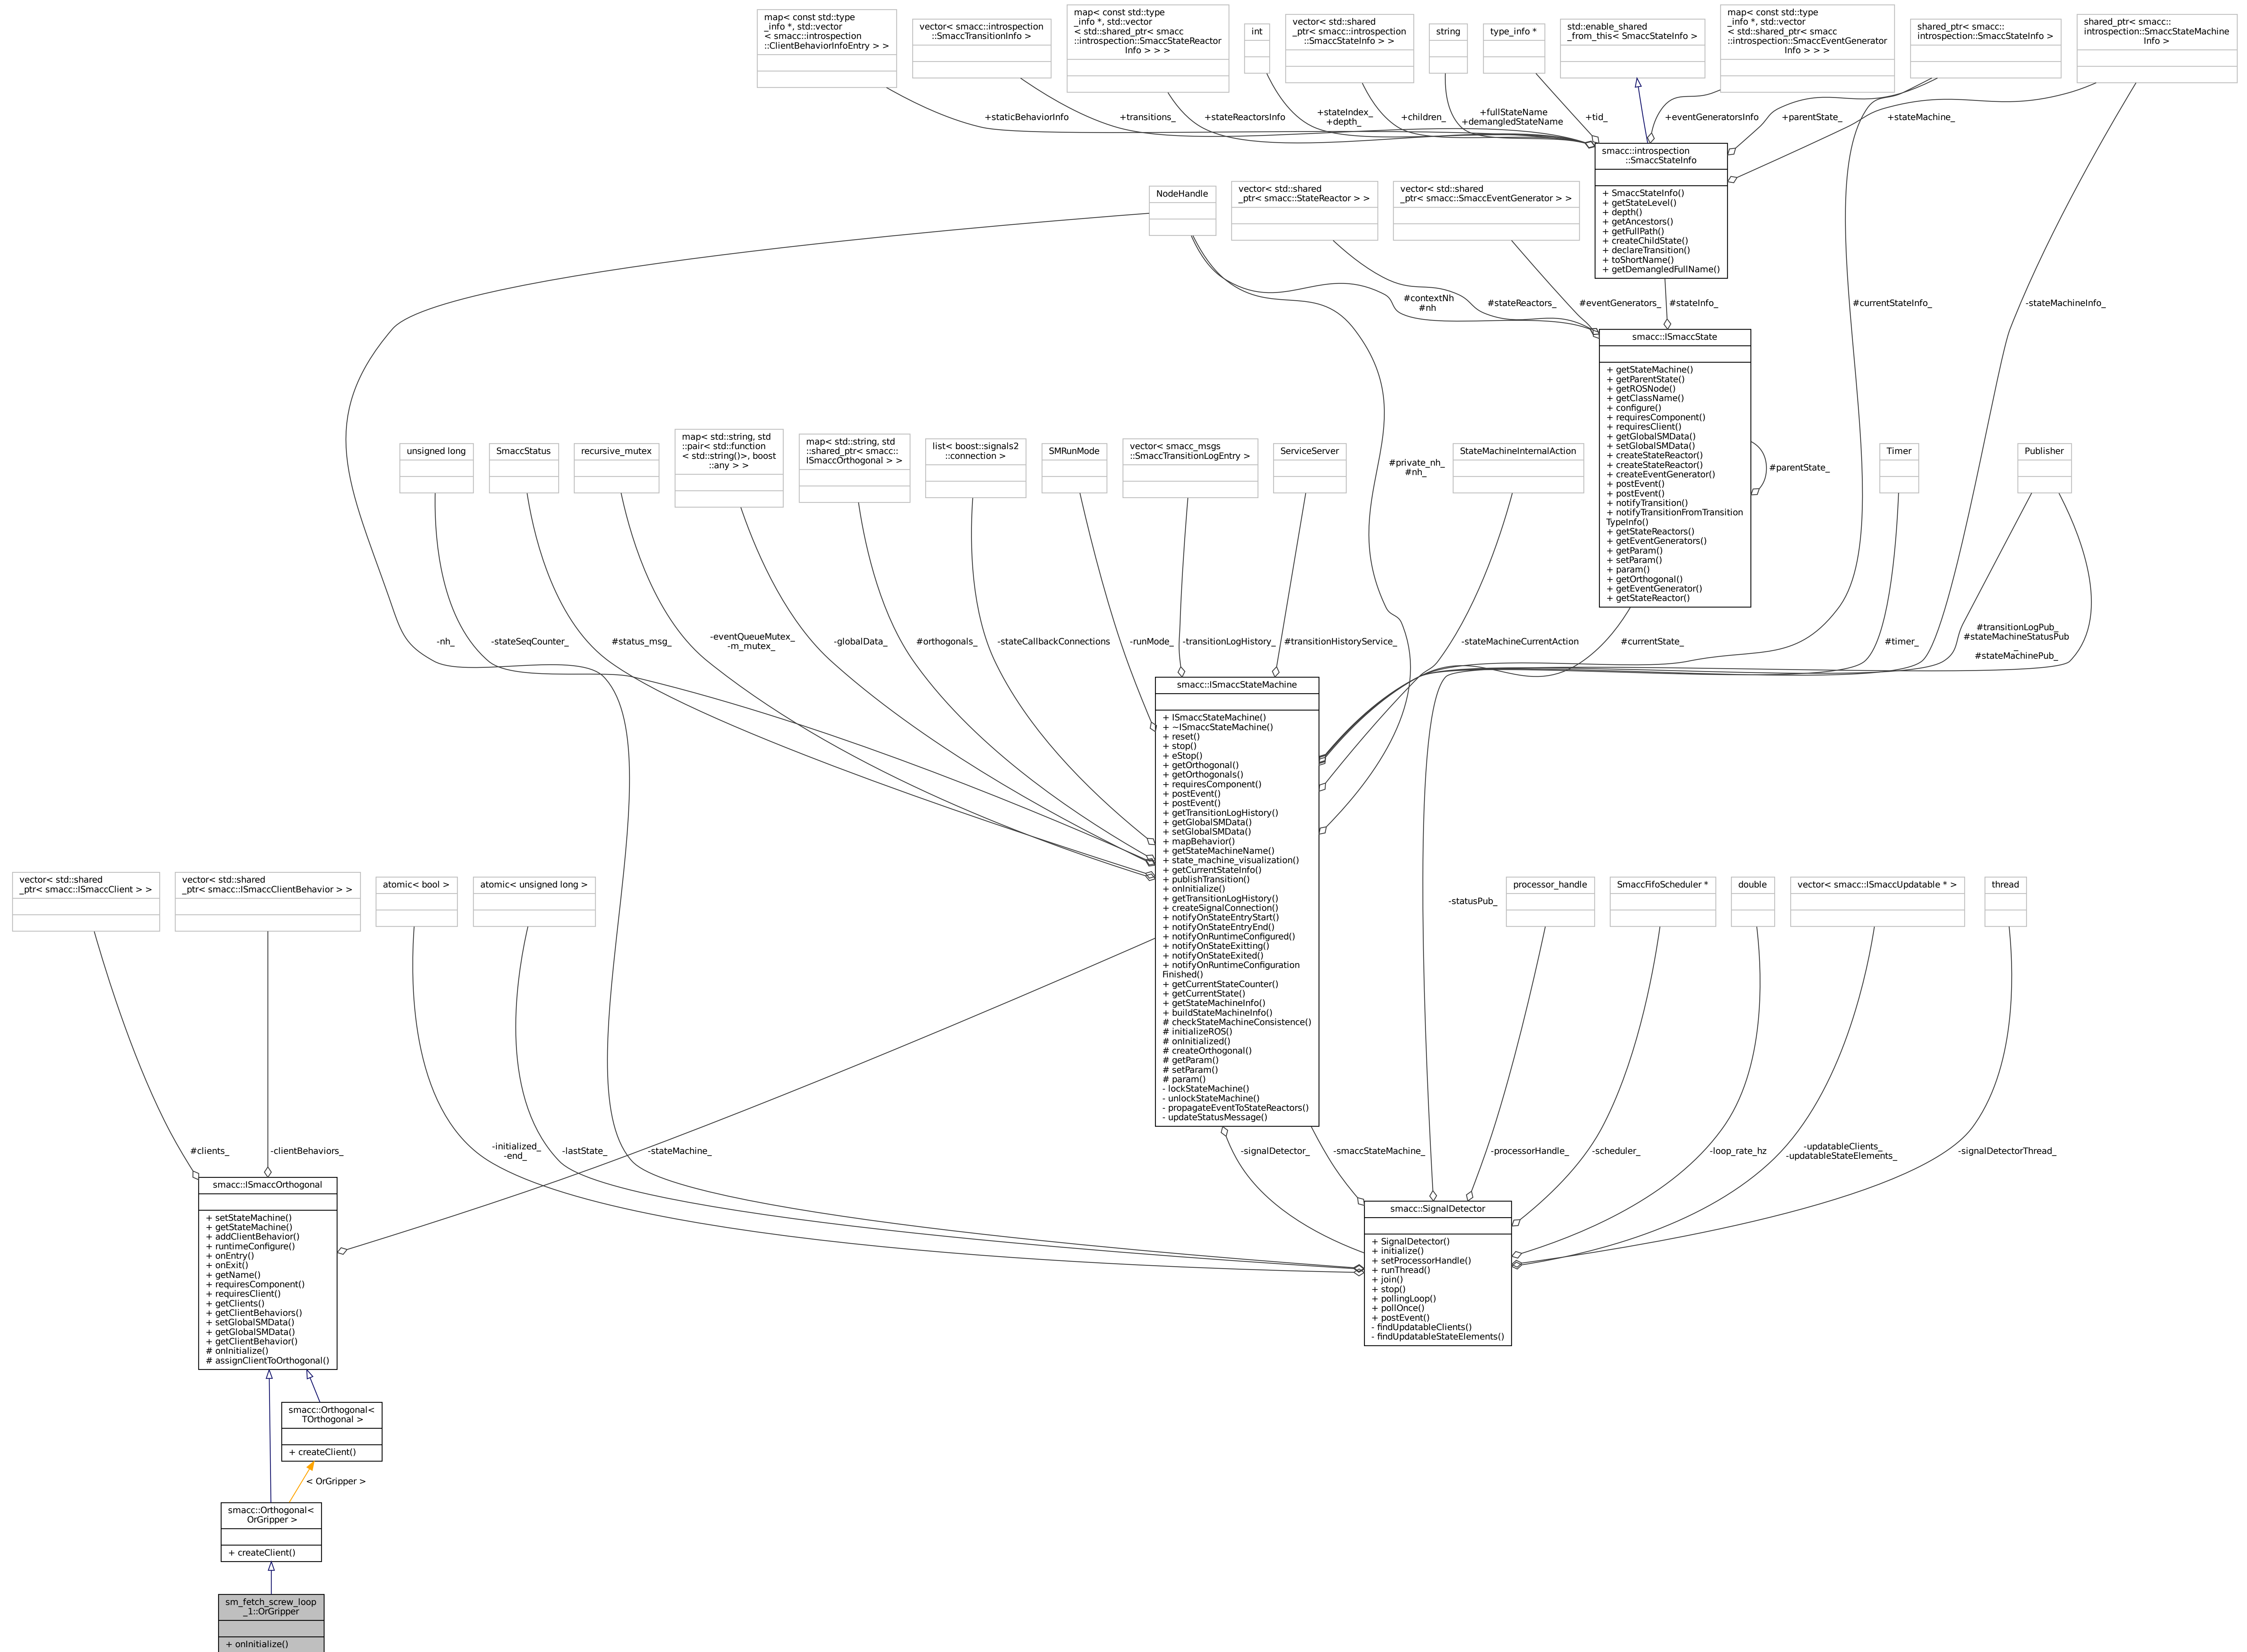 map< const std::type
_info *, std::vector
< smacc::introspection
::ClientBehaviorInfoEntry > >
vector< smacc::introspection
::SmaccTransitionInfo >
map< const std::type
_info *, std::vector
< std::shared_ptr< smacc
::introspection::SmaccStateReactor
Info > > >
int
vector< std::shared
_ptr< smacc::introspection
::SmaccStateInfo > >
string
type_info *
std::enable_shared
_from_this< SmaccStateInfo >
map< const std::type
_info *, std::vector
< std::shared_ptr< smacc
::introspection::SmaccEventGenerator
Info > > >
shared_ptr< smacc::
introspection::SmaccStateInfo >
shared_ptr< smacc::
introspection::SmaccStateMachine
Info >
+staticBehaviorInfo
+transitions_
+stateReactorsInfo
+stateIndex_
+depth_
+children_
+fullStateName
+demangledStateName
+tid_
+eventGeneratorsInfo
+parentState_
+stateMachine_
smacc::introspection
::SmaccStateInfo
+ SmaccStateInfo()
+ getStateLevel()
+ depth()
+ getAncestors()
+ getFullPath()
+ createChildState()
+ declareTransition()
+ toShortName()
+ getDemangledFullName()
NodeHandle
vector< std::shared
_ptr< smacc::StateReactor > >
vector< std::shared
_ptr< smacc::SmaccEventGenerator > >
#contextNh
#nh
#stateReactors_
#eventGenerators_
#stateInfo_
#currentStateInfo_
-stateMachineInfo_
smacc::ISmaccState
+ getStateMachine()
+ getParentState()
+ getROSNode()
+ getClassName()
+ configure()
+ requiresComponent()
+ requiresClient()
+ getGlobalSMData()
+ setGlobalSMData()
+ createStateReactor()
+ createStateReactor()
+ createEventGenerator()
+ postEvent()
+ postEvent()
+ notifyTransition()
+ notifyTransitionFromTransition
TypeInfo()
+ getStateReactors()
+ getEventGenerators()
+ getParam()
+ setParam()
+ param()
+ getOrthogonal()
+ getEventGenerator()
+ getStateReactor()
#parentState_
unsigned long
SmaccStatus
recursive_mutex
map< std::string, std
::pair< std::function
< std::string()>, boost
::any > >
map< std::string, std
::shared_ptr< smacc::
ISmaccOrthogonal > >
list< boost::signals2
::connection >
SMRunMode
vector< smacc_msgs
::SmaccTransitionLogEntry >
ServiceServer
#private_nh_
#nh_
StateMachineInternalAction
Timer
Publisher
-nh_
-stateSeqCounter_
#status_msg_
-eventQueueMutex_
-m_mutex_
-globalData_
#orthogonals_
-stateCallbackConnections
-runMode_
-transitionLogHistory_
#transitionHistoryService_
-stateMachineCurrentAction
#currentState_
#timer_
#transitionLogPub_
#stateMachineStatusPub
_
#stateMachinePub_
smacc::ISmaccStateMachine
+ ISmaccStateMachine()
+ ~ISmaccStateMachine()
+ reset()
+ stop()
+ eStop()
+ getOrthogonal()
+ getOrthogonals()
+ requiresComponent()
+ postEvent()
+ postEvent()
+ getTransitionLogHistory()
+ getGlobalSMData()
+ setGlobalSMData()
+ mapBehavior()
+ getStateMachineName()
+ state_machine_visualization()
+ getCurrentStateInfo()
+ publishTransition()
+ onInitialize()
+ getTransitionLogHistory()
+ createSignalConnection()
+ notifyOnStateEntryStart()
+ notifyOnStateEntryEnd()
+ notifyOnRuntimeConfigured()
+ notifyOnStateExitting()
+ notifyOnStateExited()
+ notifyOnRuntimeConfiguration
Finished()
+ getCurrentStateCounter()
+ getCurrentState()
+ getStateMachineInfo()
+ buildStateMachineInfo()
# checkStateMachineConsistence()
# initializeROS()
# onInitialized()
# createOrthogonal()
# getParam()
# setParam()
# param()
- lockStateMachine()
- unlockStateMachine()
- propagateEventToStateReactors()
- updateStatusMessage()
vector< std::shared
_ptr< smacc::ISmaccClient > >
vector< std::shared
_ptr< smacc::ISmaccClientBehavior > >
atomic< bool >
atomic< unsigned long >
-statusPub_
processor_handle
SmaccFifoScheduler *
double
vector< smacc::ISmaccUpdatable * >
thread
#clients_
-clientBehaviors_
-initialized_
-end_
-lastState_
-stateMachine_
-signalDetector_
-smaccStateMachine_
-processorHandle_
-scheduler_
-loop_rate_hz
-updatableClients_
-updatableStateElements_
-signalDetectorThread_
smacc::ISmaccOrthogonal
+ setStateMachine()
+ getStateMachine()
+ addClientBehavior()
+ runtimeConfigure()
+ onEntry()
+ onExit()
+ getName()
+ requiresComponent()
+ requiresClient()
+ getClients()
+ getClientBehaviors()
+ setGlobalSMData()
+ getGlobalSMData()
+ getClientBehavior()
# onInitialize()
# assignClientToOrthogonal()
smacc::SignalDetector
+ SignalDetector()
+ initialize()
+ setProcessorHandle()
+ runThread()
+ join()
+ stop()
+ pollingLoop()
+ pollOnce()
+ postEvent()
- findUpdatableClients()
- findUpdatableStateElements()
smacc::Orthogonal<
TOrthogonal >
+ createClient()
< OrGripper >
smacc::Orthogonal<
OrGripper >
+ createClient()
sm_fetch_screw_loop
_1::OrGripper
+ onInitialize()